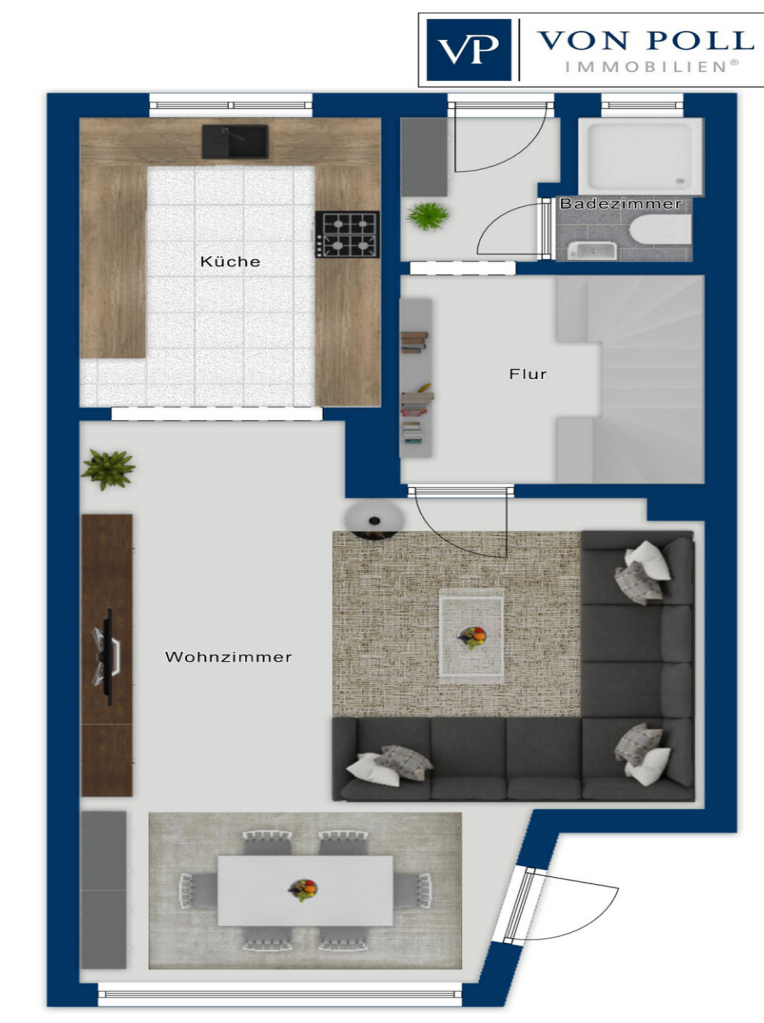 VP
VON POLL
IMMOBILIEN®
Badezimmer
Küche
Flur
Wohnzimmer